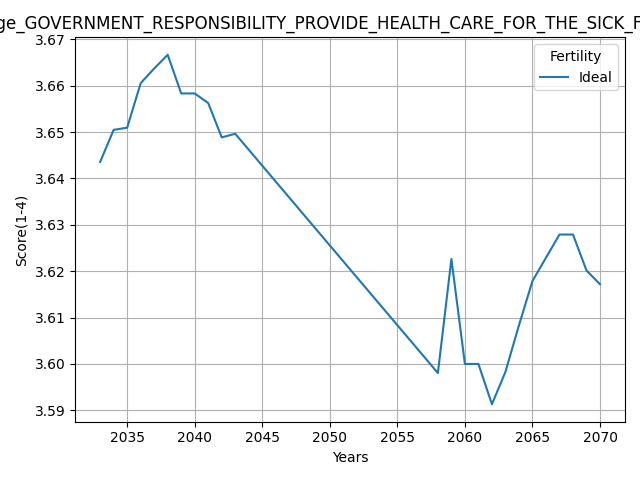 ge_GOVERNMENT_RESPONSIBILITY_PROVIDE_HEALTH_CARE_FOR_THE_SICK_F
3.67
3.66
3.65
3.64
3.63
3.62
3.61
3.60
3.59
Score(1-4)
Fertility
Ideal
2035 2040 2045 2050 2055 2060 2065 2070
Years